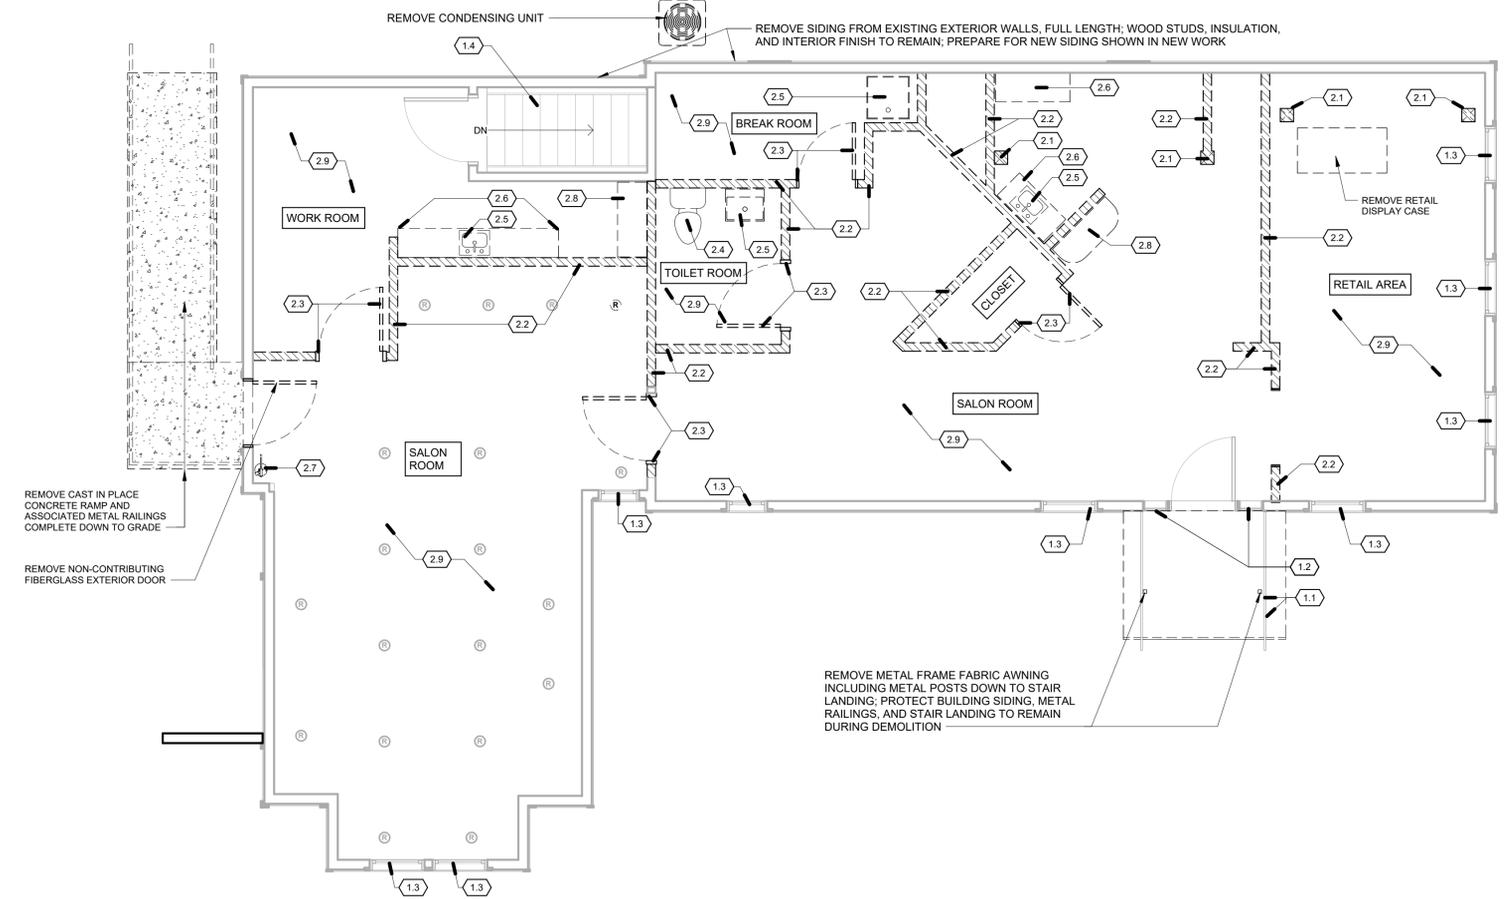 REMOVE CONDENSING UNIT
REMOVE SIDING FROM EXISTING EXTERIOR WALLS, FULL LENGTH; WOOD STUDS, INSULATION,
AND INTERIOR FINISH TO REMAIN; PREPARE FOR NEW SIDING SHOWN IN NEW WORK
1.4
2.5
2.6
2.1
2.1
2.9
BREAK ROOM
2.2
2.2
DN
2.1
2.3
2.6
2.1
1.3
2.9
2.5
2.6
2.8
REMOVE RETAIL
DISPLAY CASE
WORK ROOM
2.5
2.2
2.4
2.5
2.8
2.2
TOILET ROOM
RETAIL AREA
CLOSET
2.3
2.9
2.3
2.2
1.3
R
R
R
R
2.2
2.3
2.9
2.2
2.2
SALON ROOM
1.3
2.3
2.9
SALON
ROOM
R
R
R
2.7
2.2
1.3
REMOVE CAST IN PLACE
CONCRETE RAMP AND
ASSOCIATED METAL RAILINGS
COMPLETE DOWN TO GRADE
1.3
1.3
1.3
R
2.9
R
REMOVE NON-CONTRIBUTING
FIBERGLASS EXTERIOR DOOR
1.2
1.1
R
R
R
R
REMOVE METAL FRAME FABRIC AWNING
INCLUDING METAL POSTS DOWN TO STAIR
LANDING; PROTECT BUILDING SIDING, METAL
RAILINGS, AND STAIR LANDING TO REMAIN
DURING DEMOLITION
R
R
R
R
R
R
1.3
1.3